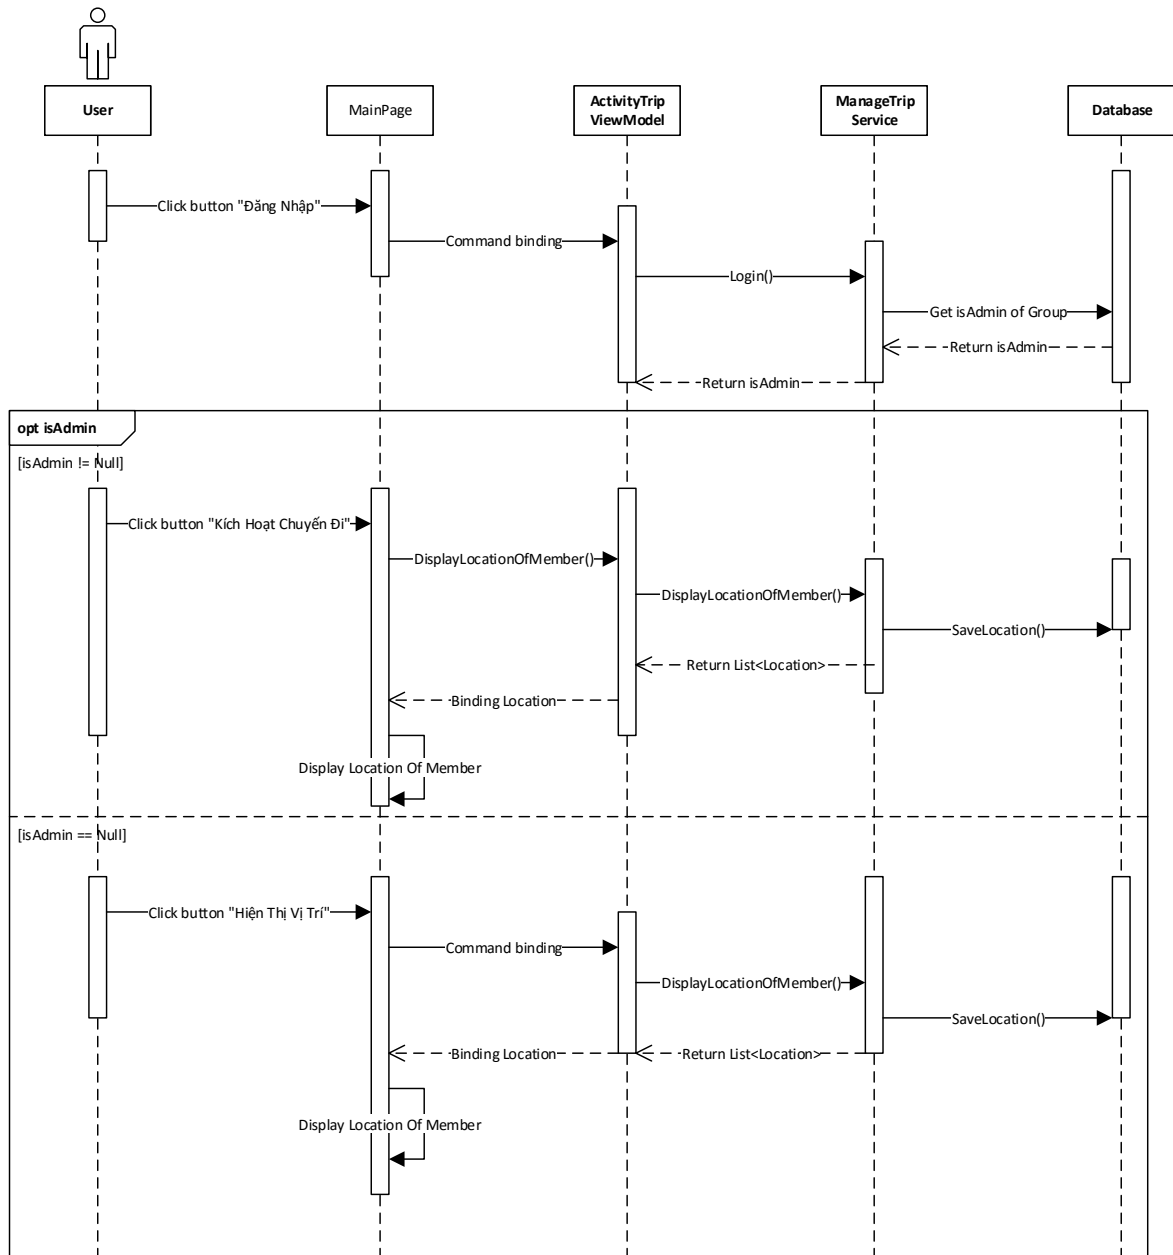 User
MainPage
ActivityTrip
ViewModel
ManageTrip
Service
Database
Click button "Đăng Nhập"
Command binding
Login()
Get isAdmin of Group
Return isAdmin
Return isAdmin
opt isAdmin
[isAdmin != Null]
Click button "Kích Hoạt Chuyến Đi"
DisplayLocationOfMember()
DisplayLocationOfMember()
SaveLocation()
Return List<Location>
Binding Location
Display Location Of Member
[isAdmin == Null]
Click button "Hiện Thị Vị Trí"
Command binding
DisplayLocationOfMember()
SaveLocation()
Binding Location
Return List<Location>
Display Location Of Member